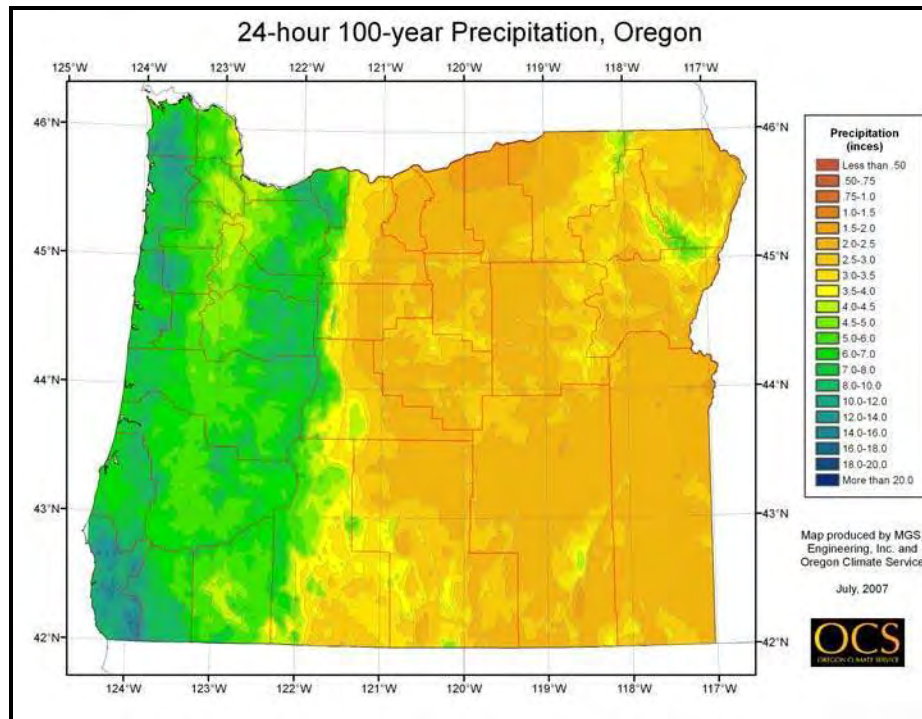 24-hour 100-year Precipitation, Oregon
125°W 124°W 123°W 122°W 121°W 120°W 119°W 118°W 117°W
46°N 46°N
45°N 45°N
44°N 44°N
43°N 43°N
42°N 42°N
124°W 123°W 122°W 121°W 120°W 119°W 118°W 117°W
Precipitation
(inces)
Less than .50
.50-.75
.75-1.0
1.0-1.5
1.5-2.0
2.0-2.5
2.5-3.0
3.0-3.5
3.5-4.0
4.0-4.5
4.5-5.0
5.0-6.0
6.0-7.0
7.0-8.0
8.0-10.0
10.0-12.0
12.0-14.0
14.0-16.0
16.0-18.0
18.0-20.0
More than 20.0
Map produced by MGS
Engineering, Inc. and
Oregon Climate Service
July, 2007
OCS
OREGON CLIMATE SERVICE